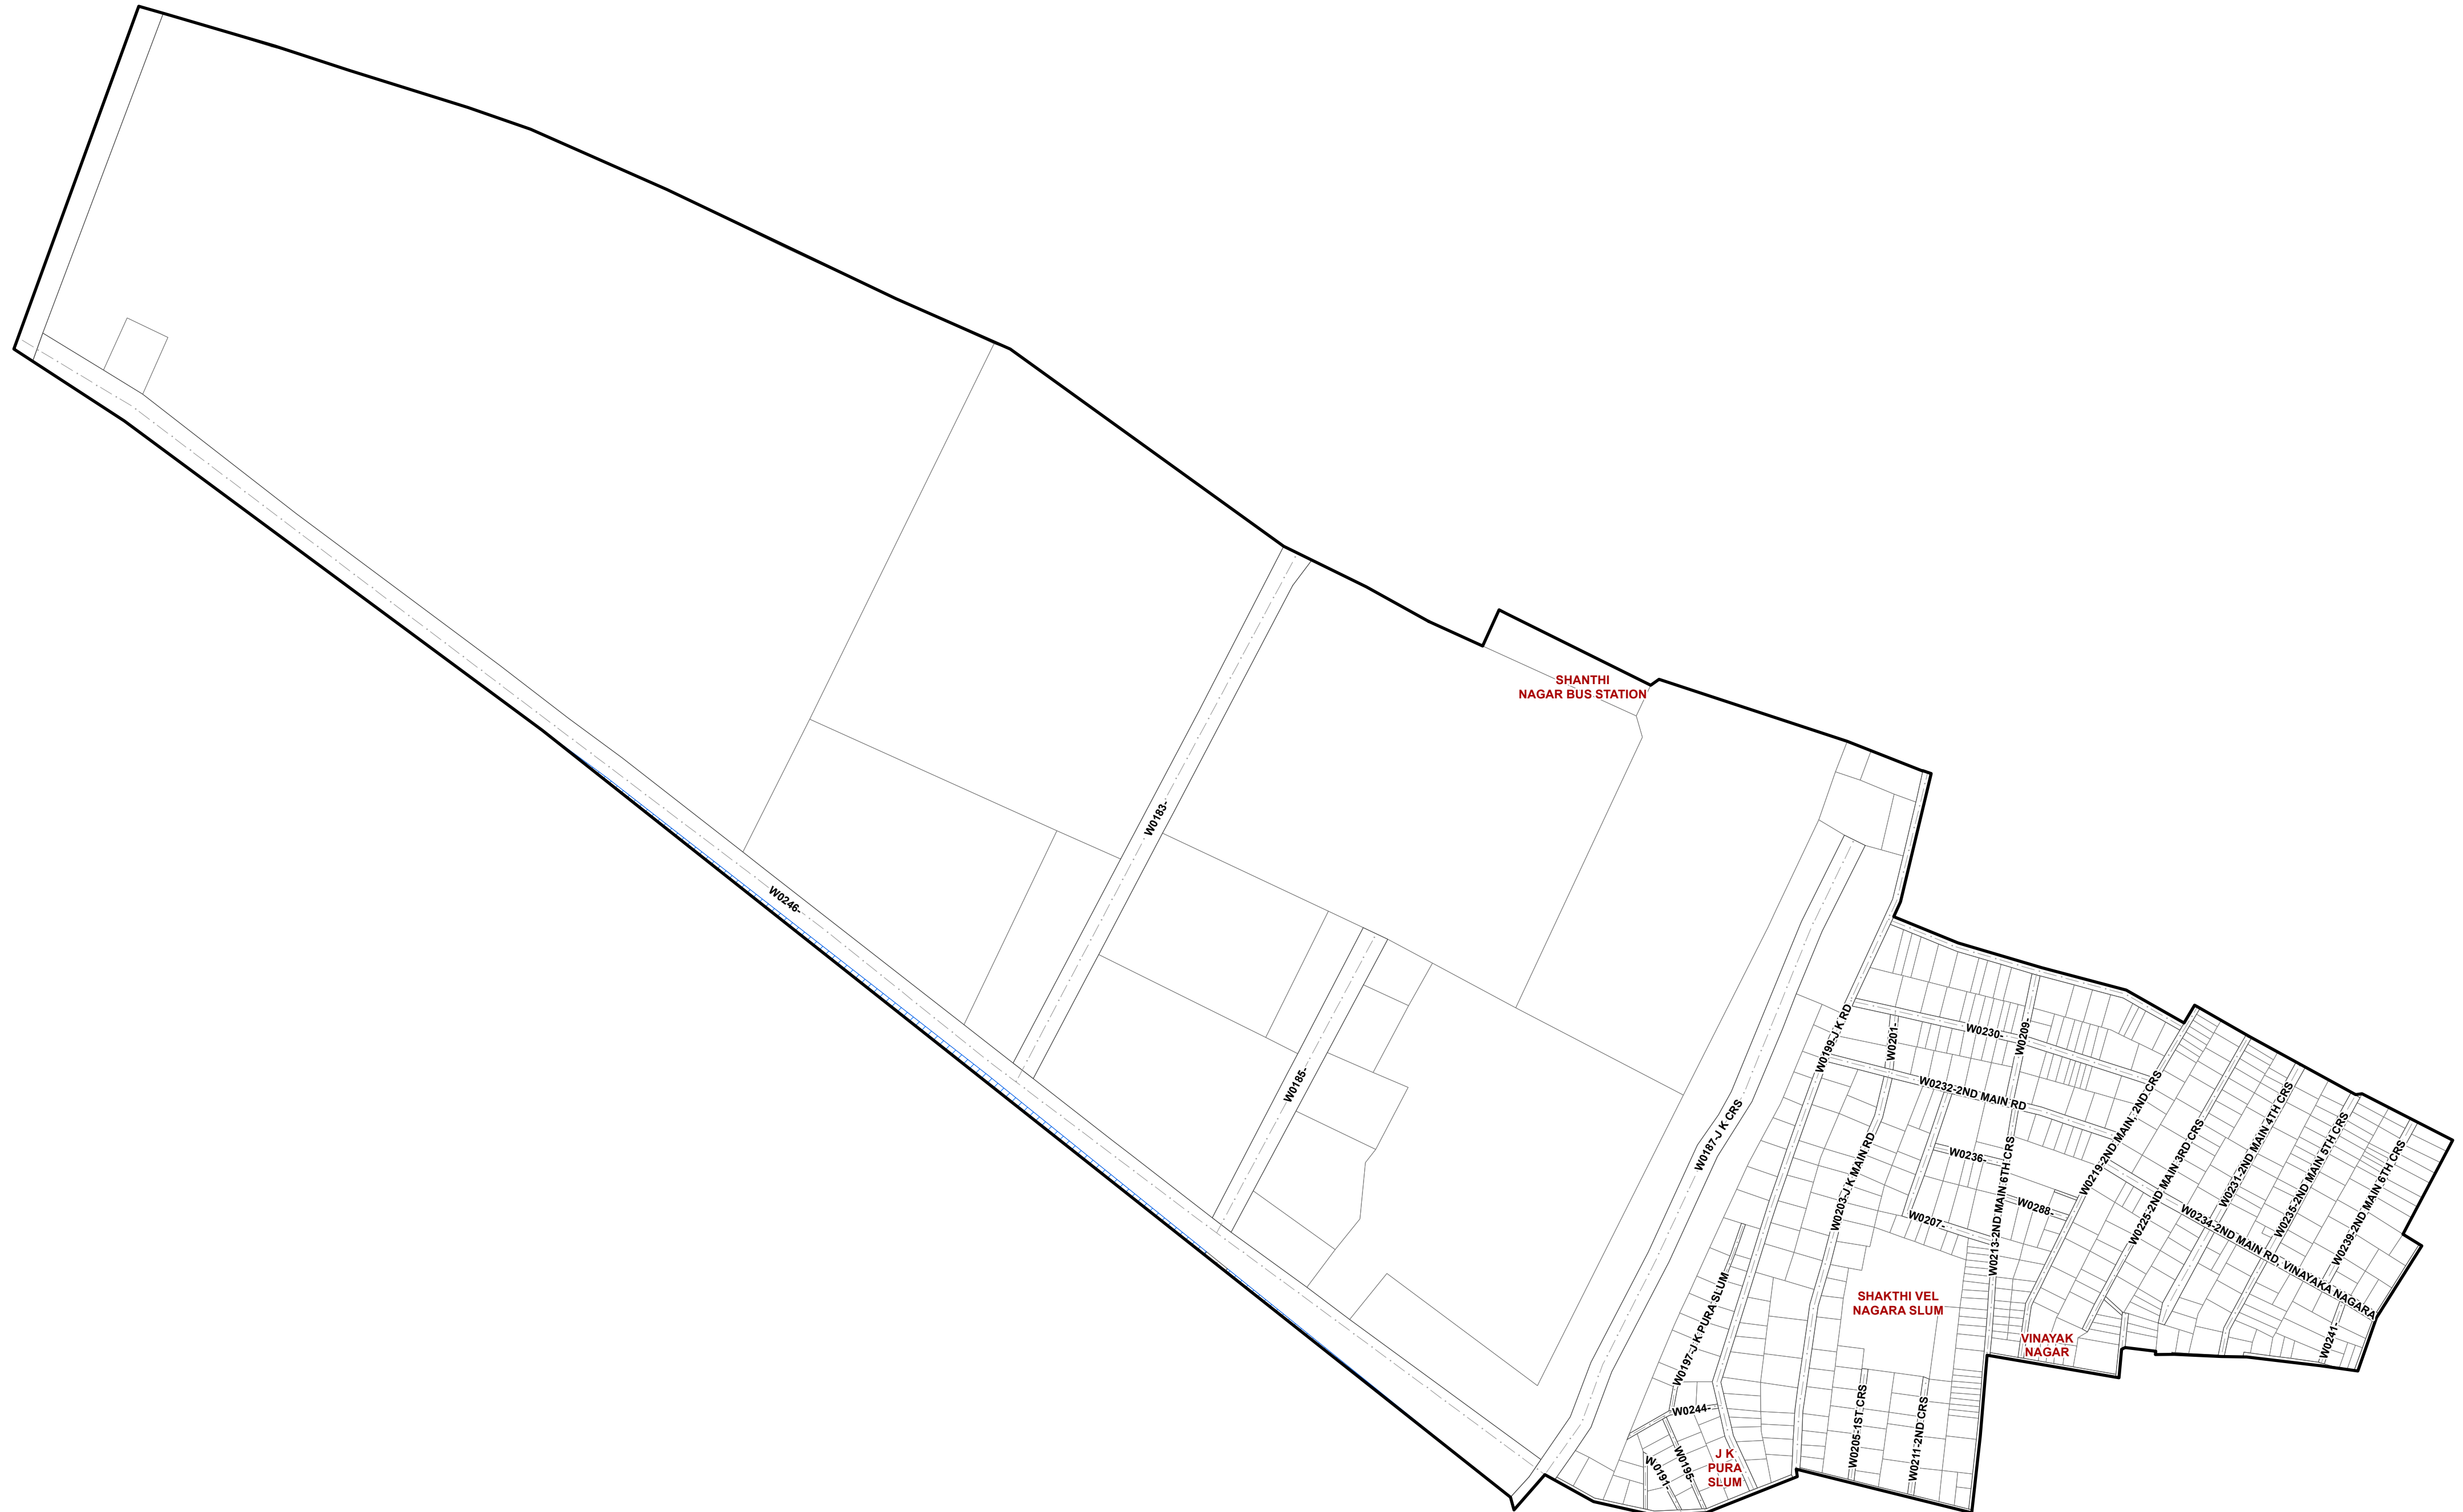 SHANTHI
NAGAR BUS STATION
W0183-
W0246-
W0185-
W0187-J K CRS
W0199-J K RD
W0201-
W0230-
W0209-
W0232-2ND MAIN RD
W0219-2ND MAIN, 2ND CRS
W0231-2ND MAIN 4TH CRS
W0235-2ND MAIN 5TH CRS
W0225-2ND MAIN 3RD CRS
W0239-2ND MAIN 6TH CRS
W0203-J K MAIN RD
W0236-
W0213-2ND MAIN 6TH CRS
W0288-
W0207-
W0234-2ND MAIN RD, VINAYAKA NAGARA
W0197-J K PURA SLUM
SHAKTHI VEL
NAGARA SLUM
VINAYAK
NAGAR
W0241-
W0244-
W0205-1ST CRS
W0211-2ND CRS
W0195-
W0191-
J K
PURA
SLUM